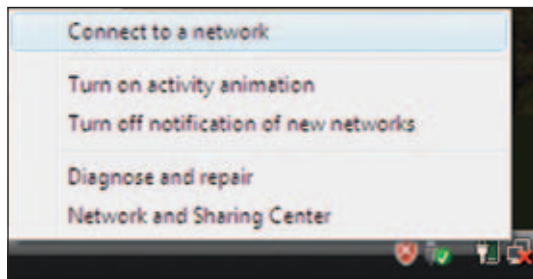 Connect to a network
Turn on activity animation
Turn off notification of new networks
Diagnose and repair
Network and Sharing Center